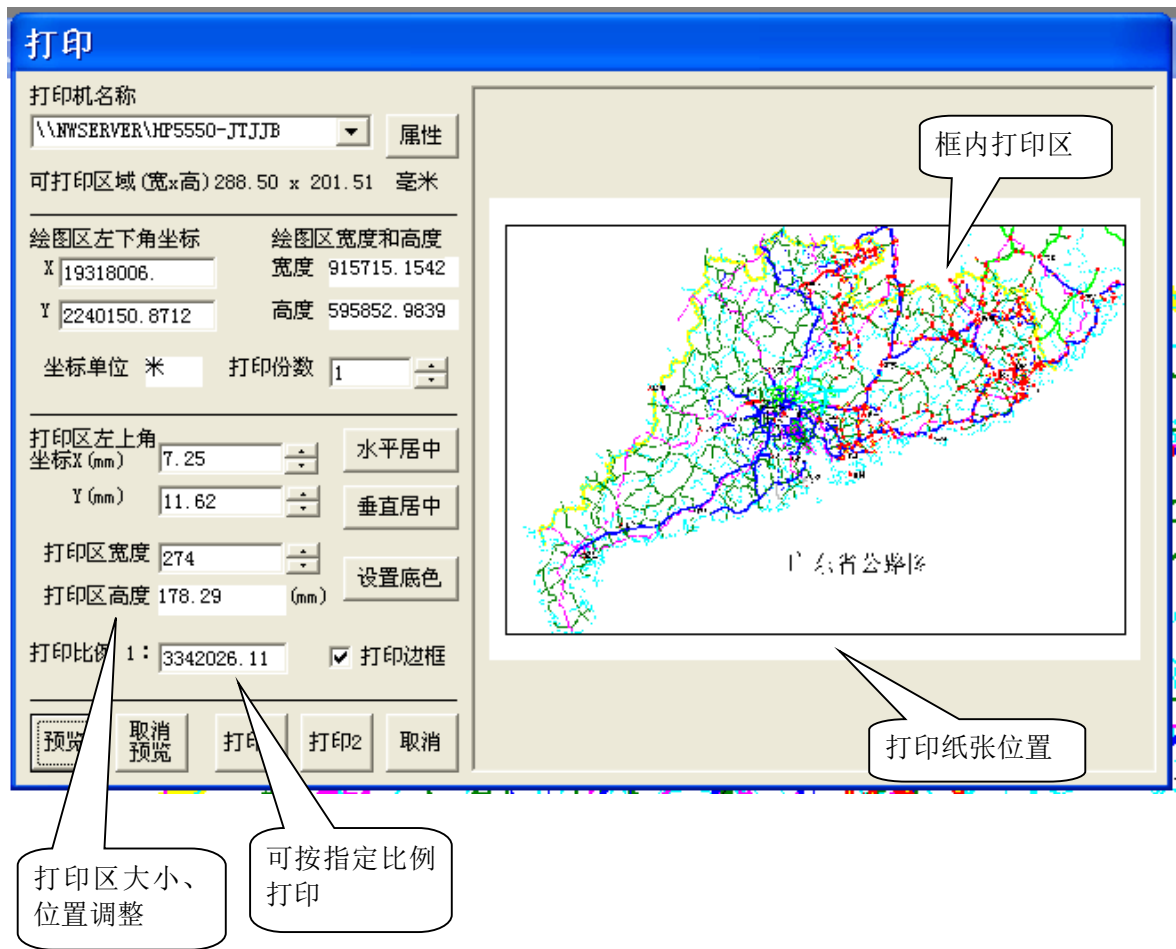 打印
打印机名称
\\NWSERVER\HP5550-JTJJB
属性
可打印区域(宽x高)288.50 x 201.51 毫米
绘图区左下角坐标
绘图区宽度和高度
X 19318006.
宽度 915715.1542
Y 2240150.8712
高度 595852.9839
坐标单位 米
打印份数 1
打印区左上角
坐标X(mm) 7.25
水平居中
Y(mm) 11.62
垂直居中
打印区宽度 274
设置底色
打印区高度 178.29 (mm)
打印比例 1: 3342026.11
打印边框
预览
取消
预览
打印
打印2
取消
框内打印区
广东省公路图
打印纸张位置
可按指定比例
打印
打印区大小、
位置调整